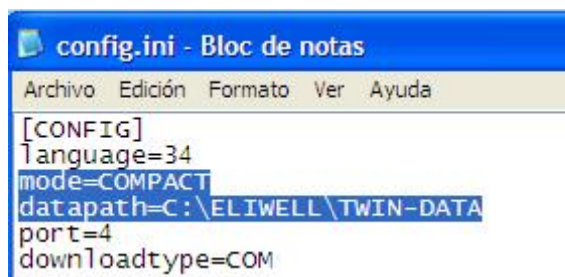 config.ini - Bloc de notas
Archivo Edición Formato Ver Ayuda
[CONFIG]
language=34
mode=COMPACT
datapath=C:\ELIWELL\TWIN-DATA
port=4
downloadtype=COM